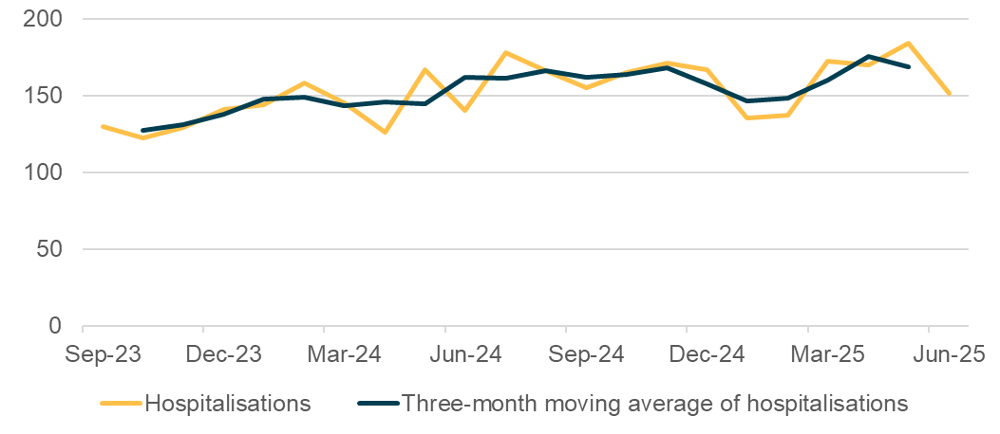 200
150
100
50
0
Sep-23 Dec-23 Mar-24 Jun-24 Sep-24 Dec-24 Mar-25 Jun-25
Hospitalisations Three-month moving average of hospitalisations